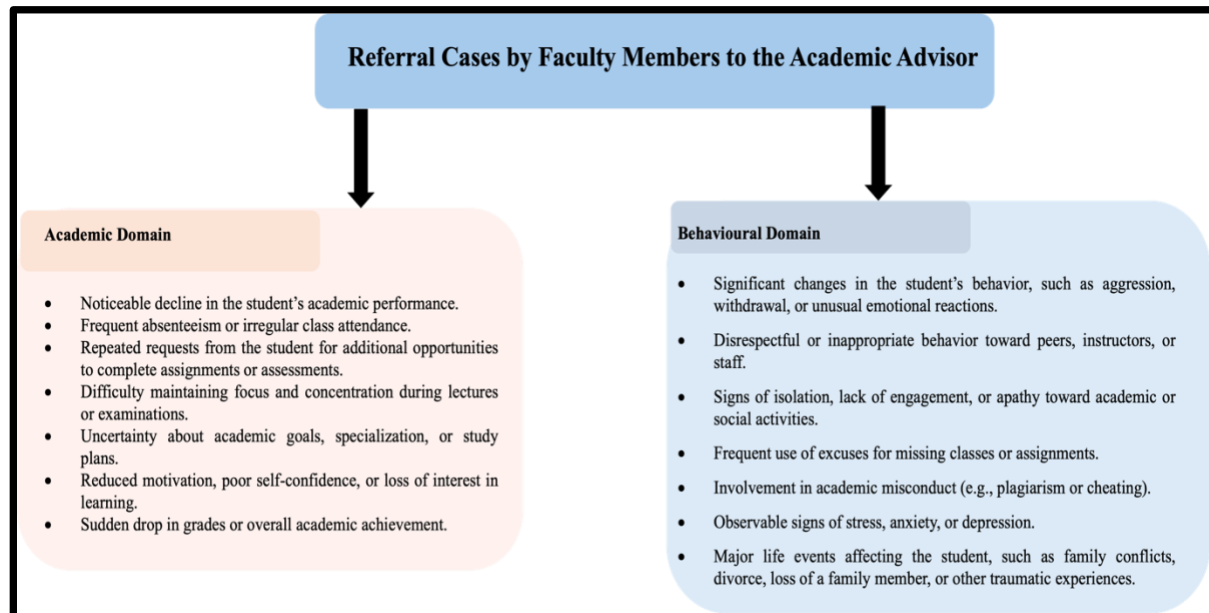 Referral Cases by Faculty Members to the Academic Advisor
Academic Domain
• Noticeable decline in the student's academic performance.
• Frequent absenteeism or irregular class attendance.
• Repeated requests from the student for additional opportunities
to complete assignments or assessments.
• Difficulty maintaining focus and concentration during lectures
or examinations.
• Uncertainty about academic goals, specialization, or study
plans.
• Reduced motivation, poor self-confidence, or loss of interest in
learning.
• Sudden drop in grades or overall academic achievement.
Behavioural Domain
• Significant changes in the student's behavior, such as aggression,
withdrawal, or unusual emotional reactions.
• Disrespectful or inappropriate behavior toward peers, instructors, or
staff.
• Signs of isolation, lack of engagement, or apathy toward academic or
social activities.
• Frequent use of excuses for missing classes or assignments.
• Involvement in academic misconduct (e.g., plagiarism or cheating).
• Observable signs of stress, anxiety, or depression.
• Major life events affecting the student, such as family conflicts,
divorce, loss of a family member, or other traumatic experiences.